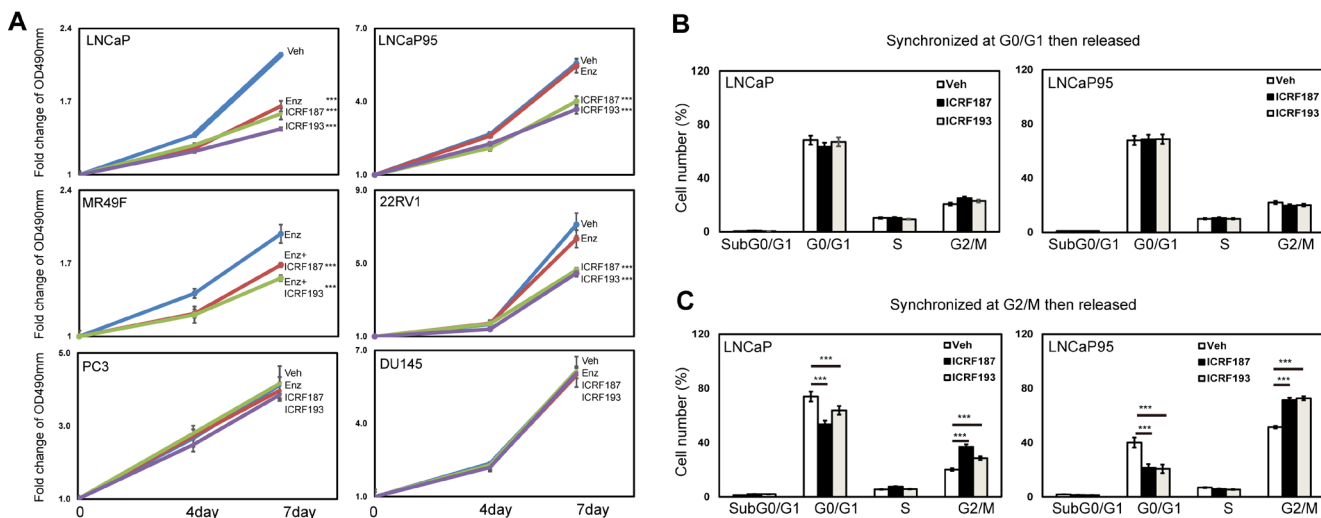 A
Fold change of OD490mm
2.4
1.7
1
LNCaP
Veh
Enz ***
ICRF187 ***
ICRF193 ***
7.0
4.0
1.0
LNCaP95
Veh
Enz
ICRF187 ***
ICRF193 ***
Fold change of OD490mm
2.4
1.7
1
MR49F
Enz
Enz+
ICRF187 ***
Enz+
ICRF193 ***
9.0
5.0
1.0
22RV1
Veh
Enz
ICRF187 ***
ICRF193 ***
Fold change of OD490mm
5.0
3.0
1.0
PC3
Veh
Enz
ICRF187
ICRF193
0 4day 7day
7.0
4.0
1.0
DU145
Veh
Enz
ICRF187
ICRF193
0 4day 7day
B
Synchronized at G0/G1 then released
Cell number (%)
120
80
40
0
LNCaP
Veh
ICRF187
ICRF193
SubG0/G1 G0/G1 S G2/M
120
80
40
0
LNCaP95
Veh
ICRF187
ICRF193
SubG0/G1 G0/G1 S G2/M
C
Synchronized at G2/M then released
Cell number (%)
120
80
40
0
LNCaP
Veh
ICRF187
ICRF193
***
***
***
***
SubG0/G1 G0/G1 S G2/M
120
80
40
0
LNCaP95
Veh
ICRF187
ICRF193
***
***
***
***
SubG0/G1 G0/G1 S G2/M